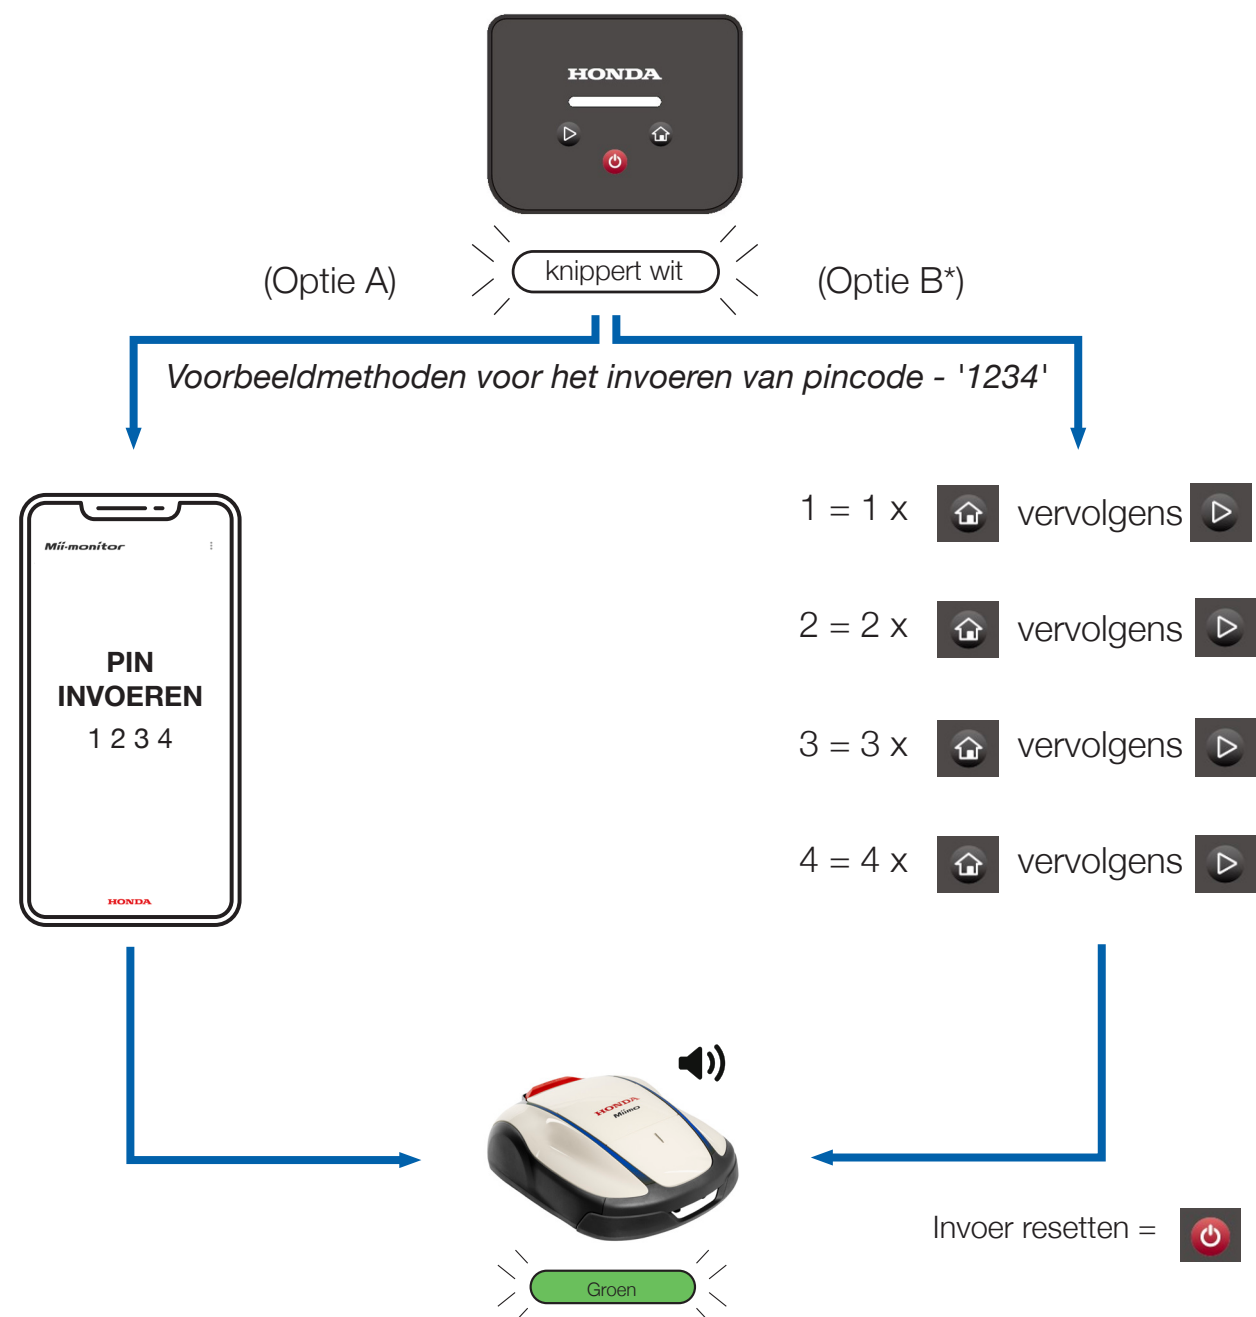 HONDA
(Optie A)
knippert wit
(Optie B*)
Voorbeeldmethoden voor het invoeren van pincode - '1234'
Mii-monitor
PIN
INVOEREN
1 2 3 4
HONDA
1 = 1 x vervolgens
2 = 2 x vervolgens
3 = 3 x vervolgens
4 = 4 x vervolgens
HONDA
Miimo
Invoer resetten =
Groen